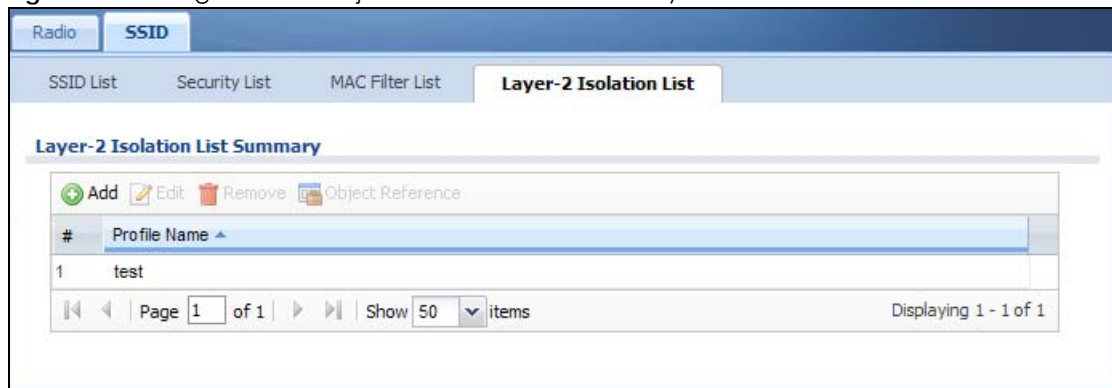 Radio SSID
SSID List Security List MAC Filter List Layer-2 Isolation List
Layer-2 Isolation List Summary
Add Edit Remove Object Reference
# Profile Name
1 test
Page 1 of 1 Show 50 items Displaying 1 - 1 of 1